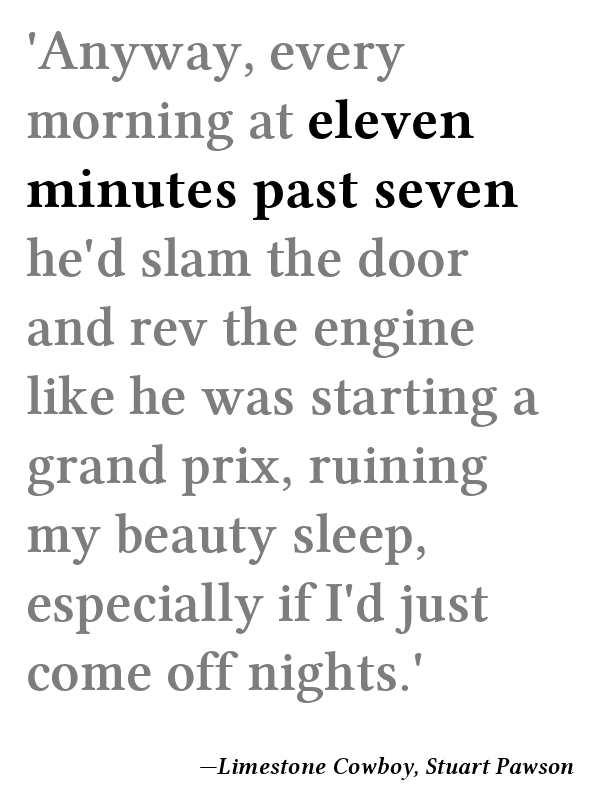 'Anyway, every
morning at eleven
minutes past seven
he'd slam the door
and rev the engine
like he was starting a
grand prix, ruining
my beauty sleep,
especially if I'd just
come off nights.'
—Limestone Cowboy, Stuart Pawson